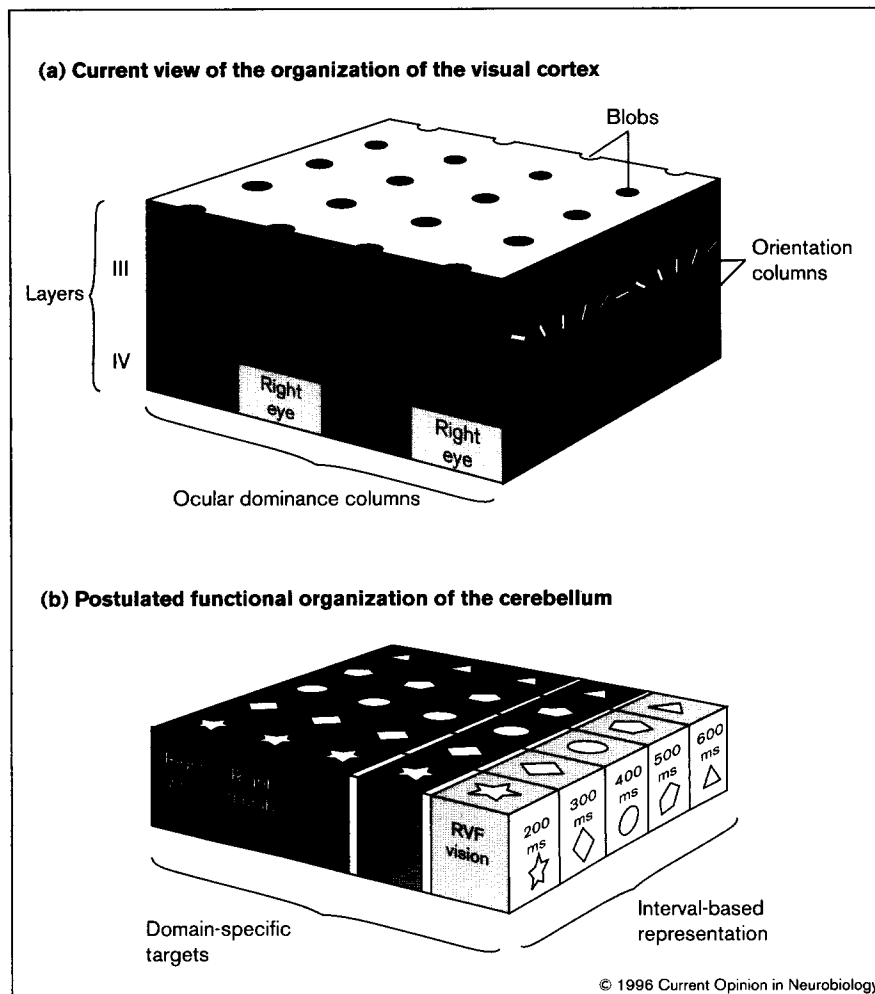 (a) Current view of the organization of the visual cortex
Blobs
Orientation
columns
III
Layers
IV
Right
eye
Right
eye
Ocular dominance columns
(b) Postulated functional organization of the cerebellum
200
ms
300
ms
400
ms
500
ms
600
ms
RVF
vision
Domain-specific
targets
Interval-based
representation
© 1996 Current Opinion in Neurobiology